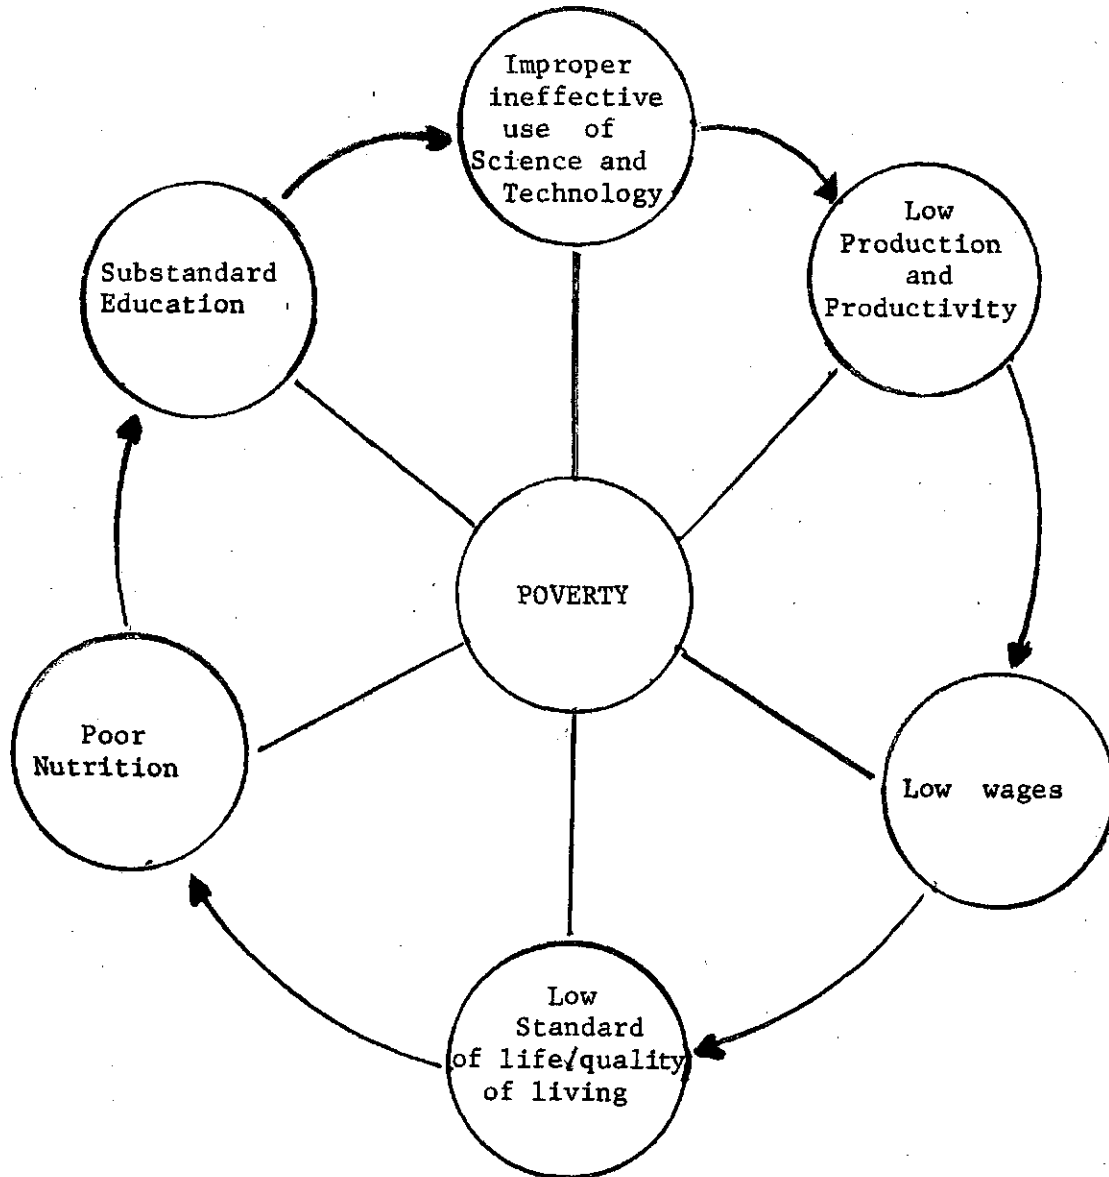 Improper
ineffective
use of
Science and
Technology
Low
Production
and
Productivity
Low wages
Low
Standard
of life/quality
of living
Poor
Nutrition
Substandard
Education
POVERTY